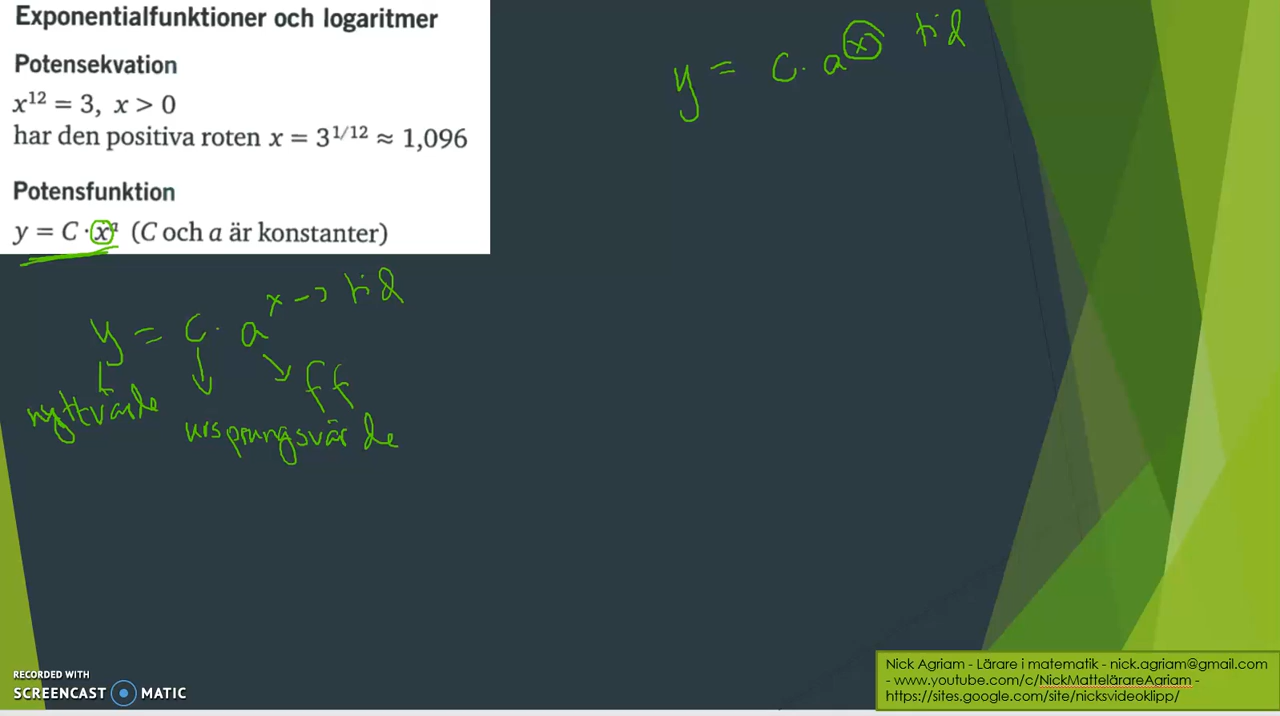 Exponentialfunktioner och logaritmer
Potensekvation
x¹² = 3, x > 0
har den positiva roten x = 3^1/12 ≈ 1,096
Potensfunktion
y = C · x^a (C och a är konstanter)
y = C · a^x tid
y = C · a^x → tid
nyttvärde
ff
ursprungsvärde
RECORDED WITH
SCREENCAST MATIC
Nick Agriam - Lärare i matematik - nick.agriam@gmail.com
- www.youtube.com/c/NickMattelärareAgriam -
https://sites.google.com/site/nicksvideoklipp/